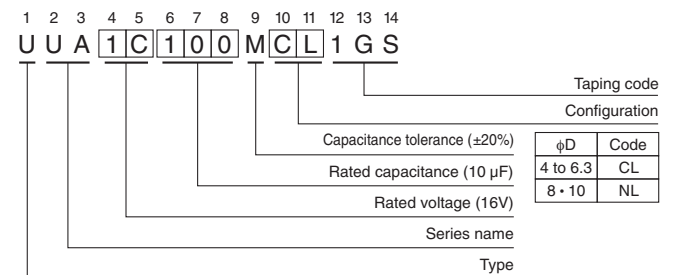 1 2 3 4 5 6 7 8 9 10 11 12 13 14
U U A 1 C 1 0 0 M C L 1 G S
Taping code
Configuration
Capacitance tolerance (±20%)
Rated capacitance (10 µF)
Rated voltage (16V)
Series name
Type
ϕD Code
4 to 6.3 CL
8 • 10 NL